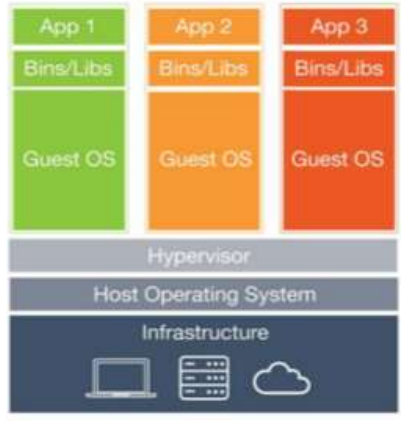 App 1 App 2 App 3
Bins/Libs Bins/Libs Bins/Libs
Guest OS Guest OS Guest OS
Hypervisor
Host Operating System
Infrastructure